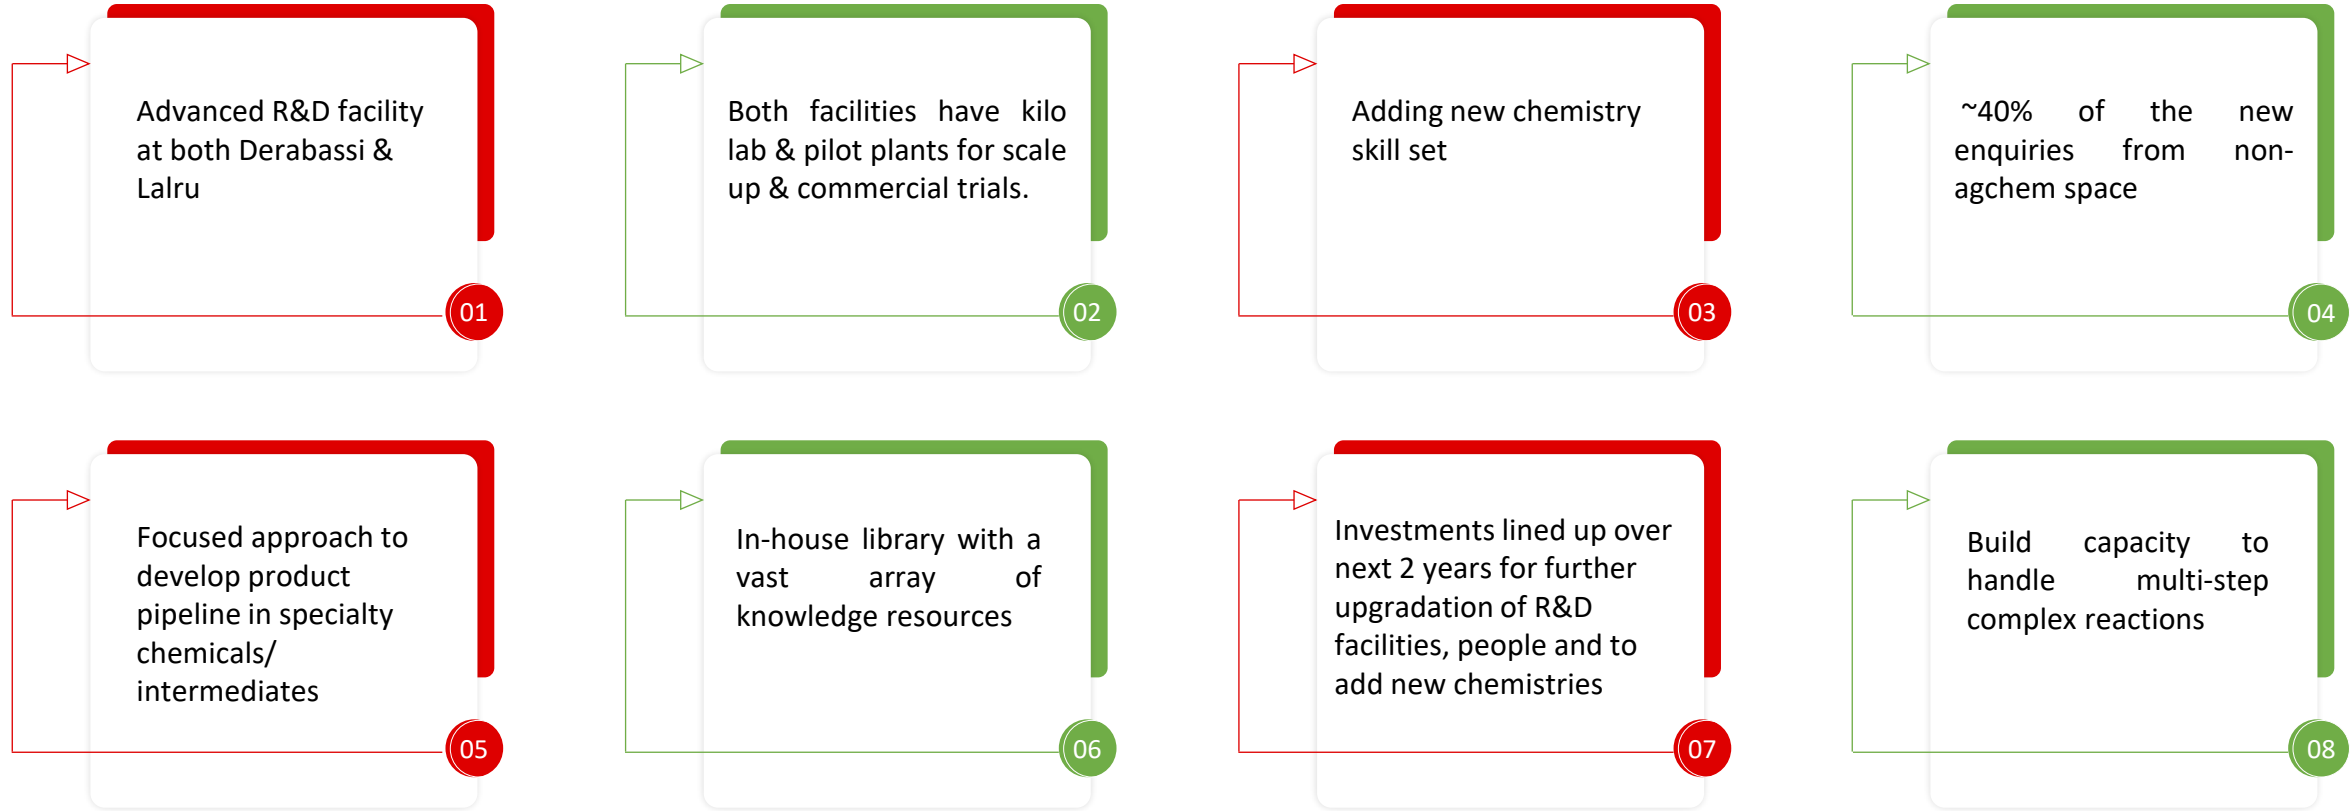 Advanced R&D facility
at both Derabassi &
Lalru
01
Both facilities have kilo
lab & pilot plants for scale
up & commercial trials.
02
Adding new chemistry
skill set
03
~40% of the new
enquiries from non-
agchem space
04
Focused approach to
develop product
pipeline in specialty
chemicals/
intermediates
05
In-house library with a
vast array of
knowledge resources
06
Investments lined up over
next 2 years for further
upgradation of R&D
facilities, people and to
add new chemistries
07
Build capacity to
handle multi-step
complex reactions
08